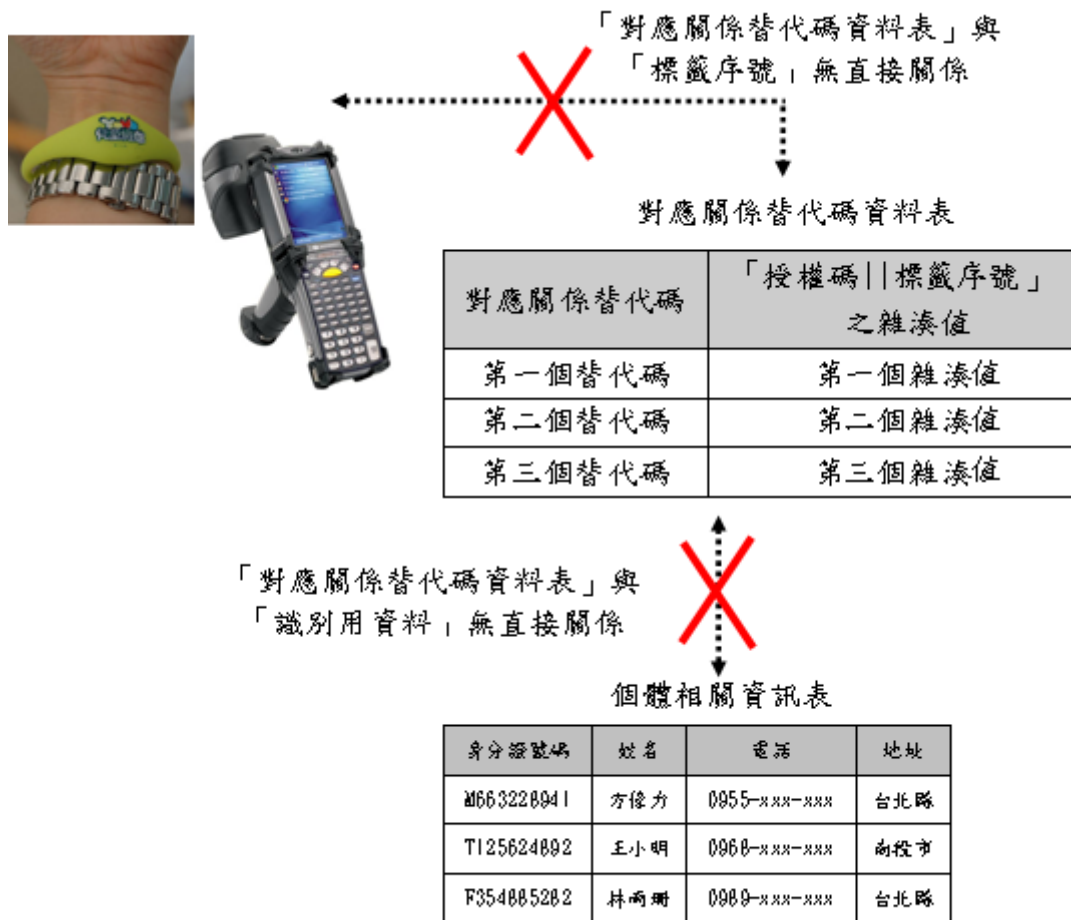 「對應關係替代碼資料表」與
「標籤序號」無直接關係
對應關係替代碼資料表
對應關係替代碼
「授權碼||標籤序號」
之雜湊值
第一個替代碼 第一個雜湊值
第二個替代碼 第二個雜湊值
第三個替代碼 第三個雜湊值
「對應關係替代碼資料表」與
「識別用資料」無直接關係
個體相關資訊表
身分證號碼 姓名 電話 地址
M663228941 方偉力 0955-xxx-xxx 台北縣
T125624892 王小明 0968-xxx-xxx 南投市
F354885282 林雨珊 0989-xxx-xxx 台北縣